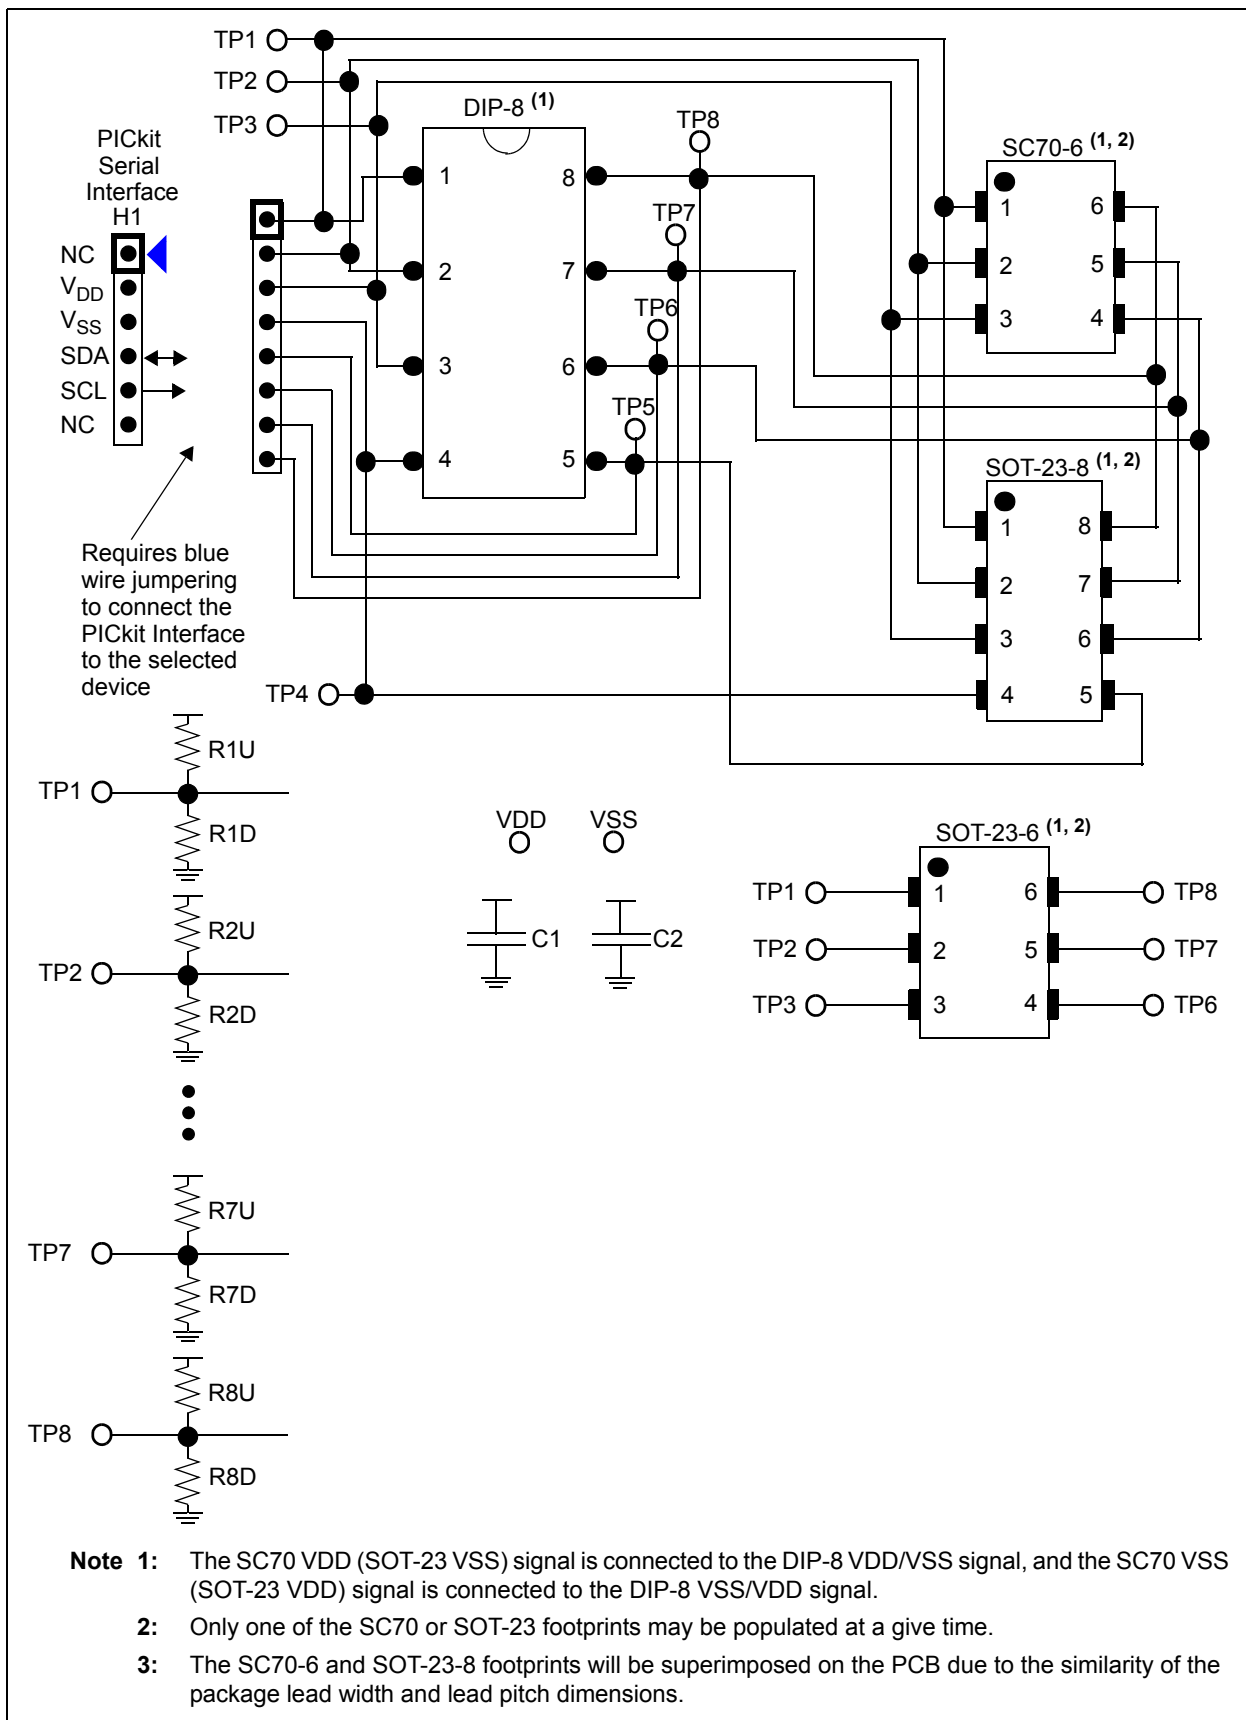 TP1
TP2
TP3
DIP-8 (1)
TP8
PICkit
Serial
Interface
H1
SC70-6 (1, 2)
1
8
1
6
TP7
NC
VDD
VSS
SDA
SCL
NC
2
7
2
5
TP6
3
4
3
6
TP5
4
5
SOT-23-8 (1, 2)
1
8
2
7
3
6
4
5
Requires blue
wire jumpering
to connect the
PICkit Interface
to the selected
device
TP4
R1U
TP1
R1D
VDD
VSS
SOT-23-6 (1, 2)
TP1
1
6
TP8
R2U
C1
C2
TP2
2
5
TP7
TP2
R2D
TP3
3
4
TP6
R7U
TP7
R7D
R8U
TP8
R8D
Note 1: The SC70 VDD (SOT-23 VSS) signal is connected to the DIP-8 VDD/VSS signal, and the SC70 VSS
(SOT-23 VDD) signal is connected to the DIP-8 VSS/VDD signal.
2: Only one of the SC70 or SOT-23 footprints may be populated at a give time.
3: The SC70-6 and SOT-23-8 footprints will be superimposed on the PCB due to the similarity of the
package lead width and lead pitch dimensions.